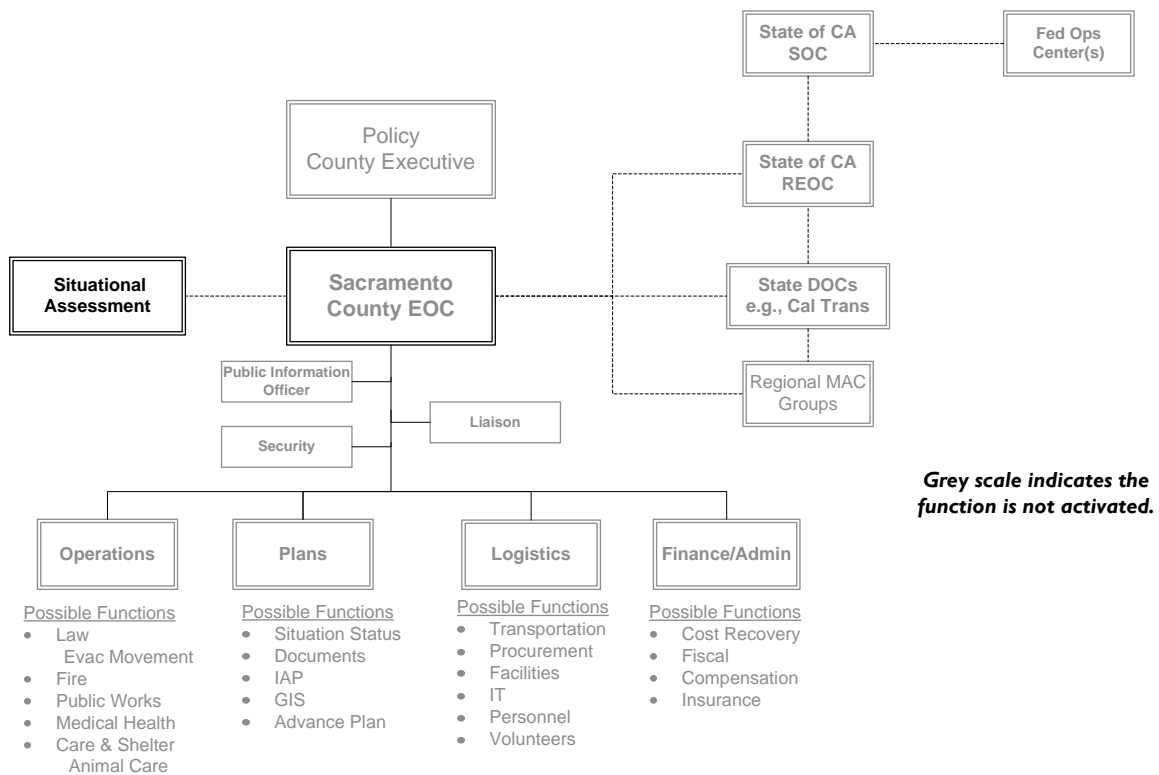 State of CA
SOC
Fed Ops
Center(s)
Policy
County Executive
State of CA
REOC
Situational
Assessment
Sacramento
County EOC
State DOCs
e.g., Cal Trans
Public Information
Officer
Regional MAC
Groups
Liaison
Security
Grey scale indicates the
function is not activated.
Operations
Plans
Logistics
Finance/Admin
Possible Functions
• Law
Evac Movement
• Fire
• Public Works
• Medical Health
• Care & Shelter
Animal Care
Possible Functions
• Situation Status
• Documents
• IAP
• GIS
• Advance Plan
Possible Functions
• Transportation
• Procurement
• Facilities
• IT
• Personnel
• Volunteers
Possible Functions
• Cost Recovery
• Fiscal
• Compensation
• Insurance